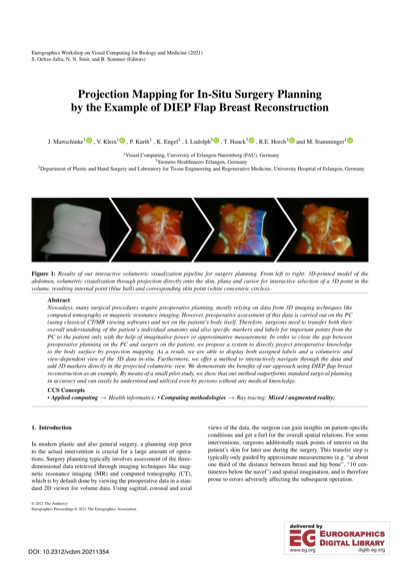 Eurographics Workshop on Visual Computing for Biology and Medicine (2021)
S. Oeltze-Jafra, N. N. Smit, and B. Sommer (Editors)
Projection Mapping for In-Situ Surgery Planning
by the Example of DIEP Flap Breast Reconstruction
J. Martschinke1, V. Klein1, P. Kurth1, K. Engel2, I. Ludolph3, T. Hauck3, R.E. Horch3 and M. Stamminger1
1Visual Computing, University of Erlangen-Nuremberg (FAU), Germany
2Siemens Healthineers Erlangen, Germany
3Department of Plastic and Hand Surgery and Laboratory for Tissue Engineering and Regenerative Medicine, University Hospital of Erlangen, Germany
Figure 1: Results of our interactive volumetric visualization pipeline for surgery planning. From left to right: 3D-printed model of the
abdomen, volumetric visualization through projection directly onto the skin, plane and cursor for interactive selection of a 3D point in the
volume, resulting internal point (blue ball) and corresponding skin point (white concentric circles).
Abstract
Nowadays, many surgical procedures require preoperative planning, mostly relying on data from 3D imaging techniques like
computed tomography or magnetic resonance imaging. However, preoperative assessment of this data is carried out on the PC
(using classical CT/MR viewing software) and not on the patient's body itself. Therefore, surgeons need to transfer both their
overall understanding of the patient's individual anatomy and also specific markers and labels for important points from the
PC to the patient only with the help of imaginative power or approximative measurement. In order to close the gap between
preoperative planning on the PC and surgery on the patient, we propose a system to directly project preoperative knowledge
to the body surface by projection mapping. As a result, we are able to display both assigned labels and a volumetric and
view-dependent view of the 3D data in-situ. Furthermore, we offer a method to interactively navigate through the data and
add 3D markers directly in the projected volumetric view. We demonstrate the benefits of our approach using DIEP flap breast
reconstruction as an example. By means of a small pilot study, we show that our method outperforms standard surgical planning
in accuracy and can easily be understood and utilized even by persons without any medical knowledge.
CCS Concepts
• Applied computing → Health informatics; • Computing methodologies → Ray tracing; Mixed / augmented reality;
1. Introduction
In modern plastic and also general surgery, a planning step prior
to the actual intervention is crucial for a large amount of opera-
tions. Surgery planning typically involves assessment of the three-
dimensional data retrieved through imaging techniques like mag-
netic resonance imaging (MR) and computed tomography (CT),
which is by default done by viewing the preoperative data in a stan-
dard 2D viewer for volume data. Using sagittal, coronal and axial
views of the data, the surgeon can gain insights on patient-specific
conditions and get a feel for the overall spatial relations. For some
interventions, surgeons additionally mark points of interest on the
patient's skin for later use during the surgery. This transfer step is
typically only guided by approximate measurements (e.g. "at about
one third of the distance between breast and hip bone", "10 cen-
timetres below the navel") and spatial imagination, and is therefore
prone to errors adversely affecting the subsequent operation.
© 2021 The Author(s)
Eurographics Proceedings © 2021 The Eurographics Association.
DOI: 10.2312/vcbm.20211354
delivered by
EG EUROGRAPHICS
DIGITAL LIBRARY
www.eg.org diglib.eg.org